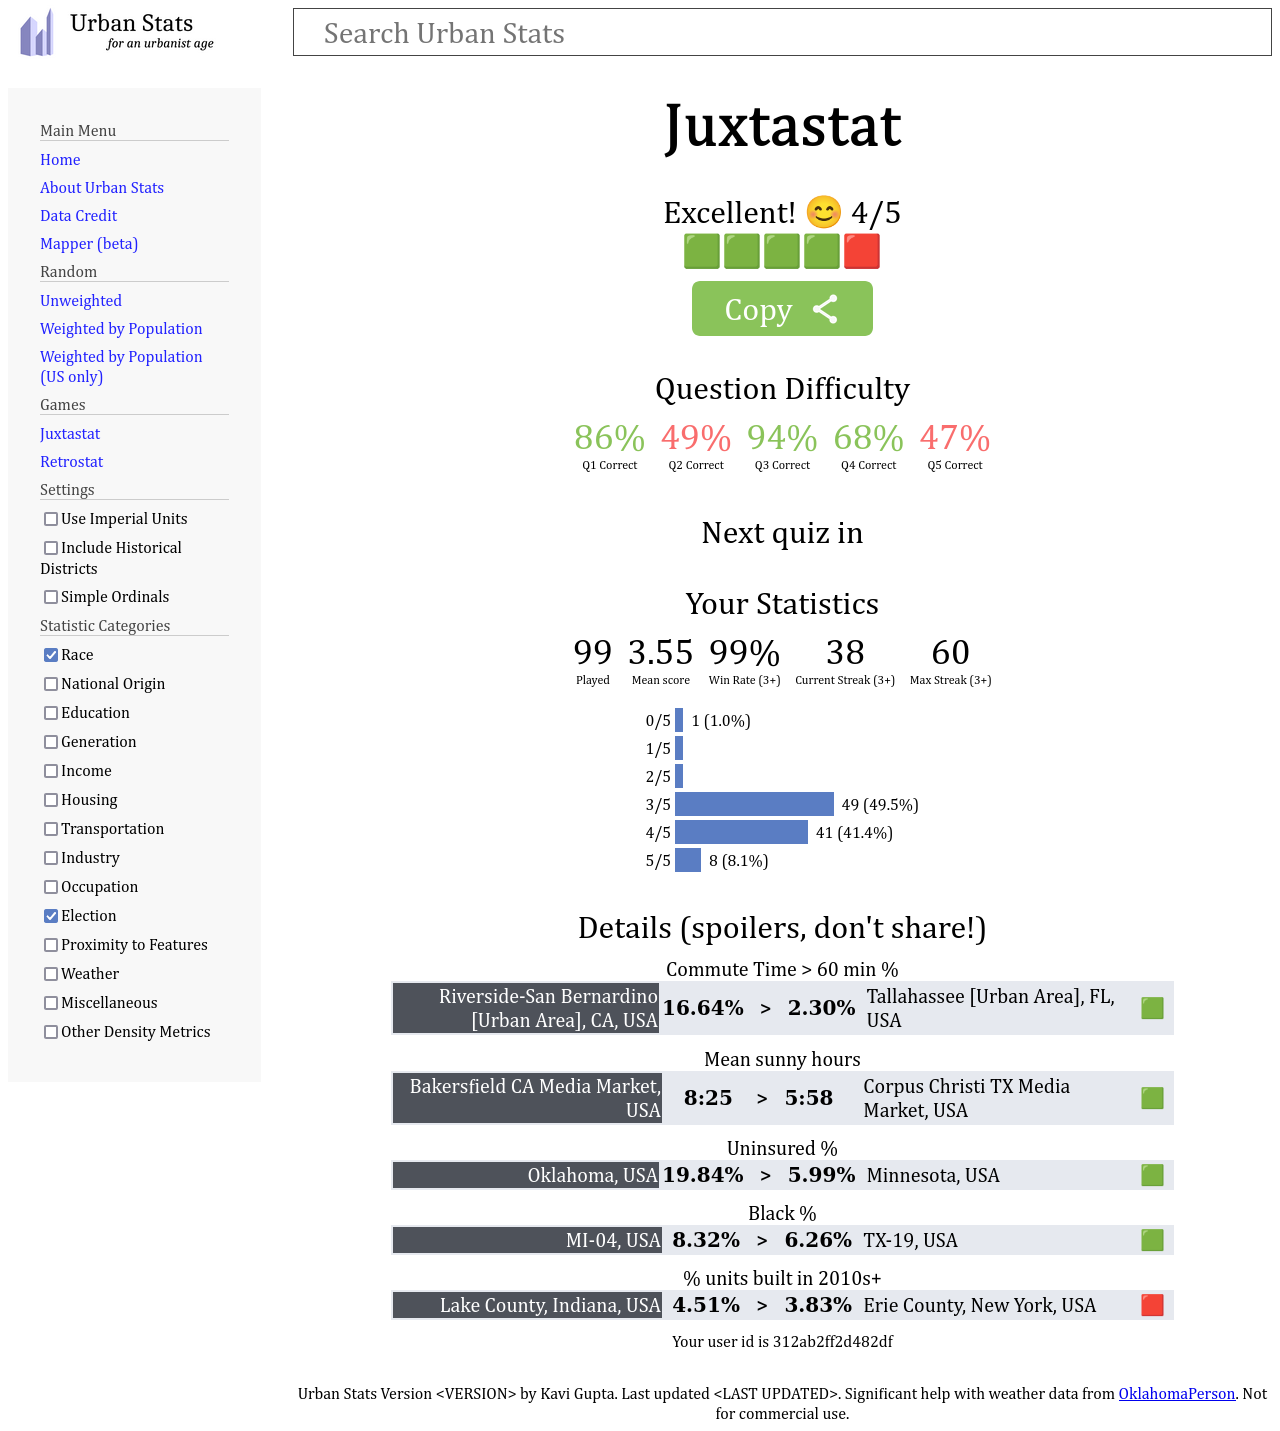 Urban Stats
for an urbanist age
Search Urban Stats
Main Menu
Home
About Urban Stats
Data Credit
Mapper (beta)
Random
Unweighted
Weighted by Population
Weighted by Population
(US only)
Games
Juxtastat
Retrostat
Settings
Use Imperial Units
Include Historical
Districts
Simple Ordinals
Statistic Categories
Race
National Origin
Education
Generation
Income
Housing
Transportation
Industry
Occupation
Election
Proximity to Features
Weather
Miscellaneous
Other Density Metrics
Juxtastat
Excellent! 😊 4/5
🟩🟩🟩🟩🟥
Copy
Question Difficulty
86% 49% 94% 68% 47%
Q1 Correct Q2 Correct Q3 Correct Q4 Correct Q5 Correct
Next quiz in
Your Statistics
99 3.55 99% 38 60
Played Mean score Win Rate (3+) Current Streak (3+) Max Streak (3+)
0/5 1 (1.0%)
1/5
2/5
3/5 49 (49.5%)
4/5 41 (41.4%)
5/5 8 (8.1%)
Details (spoilers, don't share!)
Commute Time > 60 min %
Riverside-San Bernardino
[Urban Area], CA, USA
16.64% > 2.30%
Tallahassee [Urban Area], FL,
USA
🟩
Mean sunny hours
Bakersfield CA Media Market,
USA
8:25 > 5:58
Corpus Christi TX Media
Market, USA
🟩
Uninsured %
Oklahoma, USA 19.84% > 5.99% Minnesota, USA 🟩
Black %
MI-04, USA 8.32% > 6.26% TX-19, USA 🟩
% units built in 2010s+
Lake County, Indiana, USA 4.51% > 3.83% Erie County, New York, USA 🟥
Your user id is 312ab2ff2d482df
Urban Stats Version <VERSION> by Kavi Gupta. Last updated <LAST UPDATED>. Significant help with weather data from OklahomaPerson. Not
for commercial use.